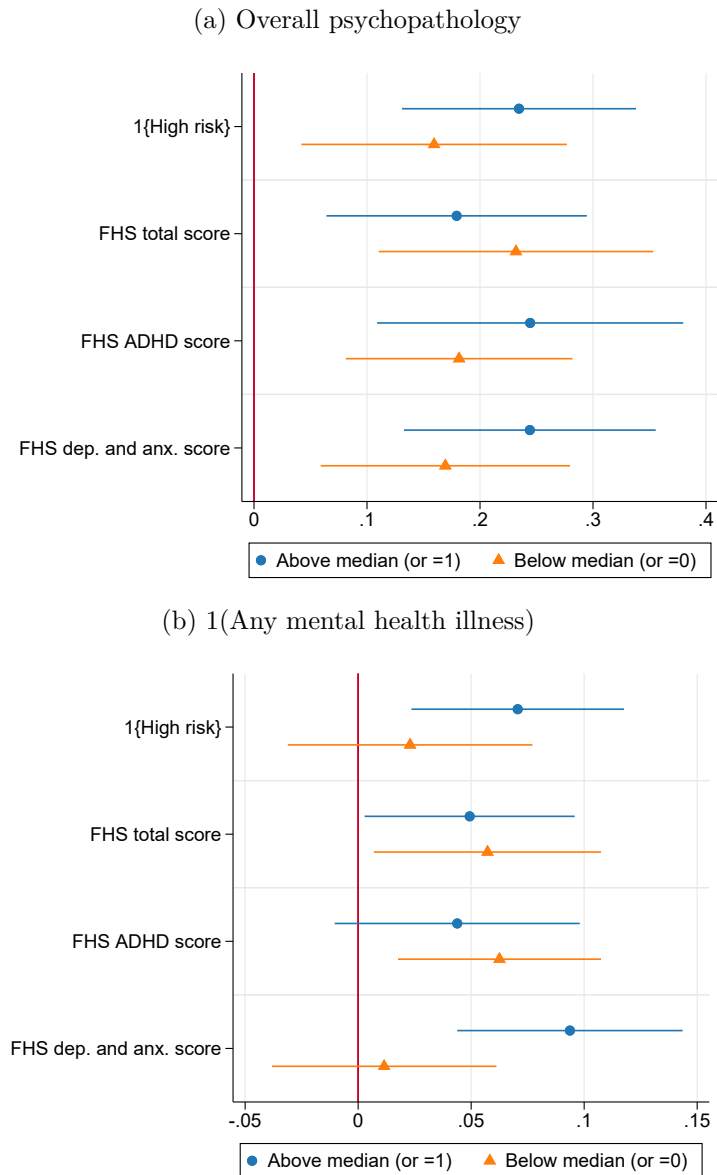 (a) Overall psychopathology
1{High risk}
FHS total score
FHS ADHD score
FHS dep. and anx. score
0 .1 .2 .3 .4
Above median (or =1) Below median (or =0)
(b) 1(Any mental health illness)
1{High risk}
FHS total score
FHS ADHD score
FHS dep. and anx. score
-.05 0 .05 .1 .15
Above median (or =1) Below median (or =0)